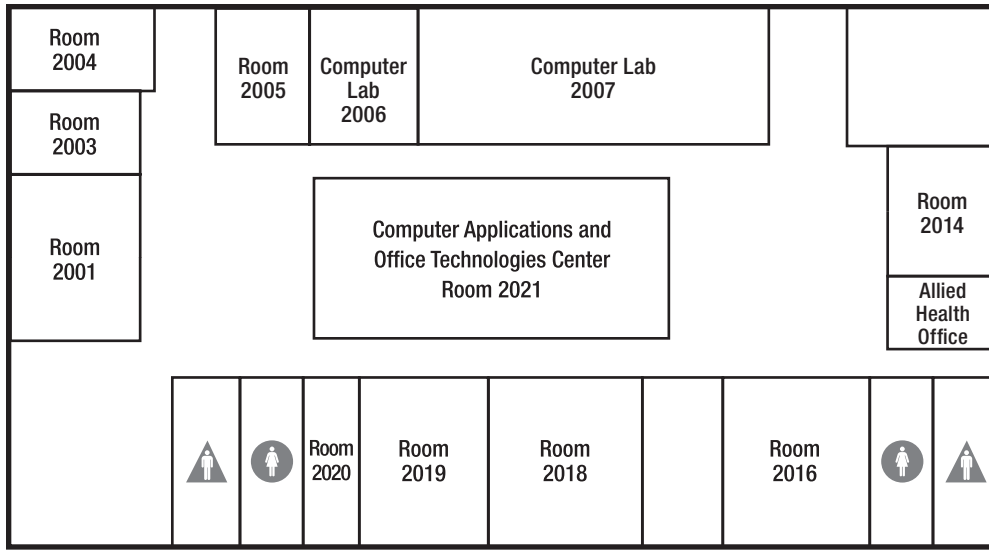 Room
2004
Room
2005
Computer
Lab
2006
Computer Lab
2007
Room
2003
Room
2001
Computer Applications and
Office Technologies Center
Room 2021
Room
2014
Allied
Health
Office
Room
2020
Room
2019
Room
2018
Room
2016